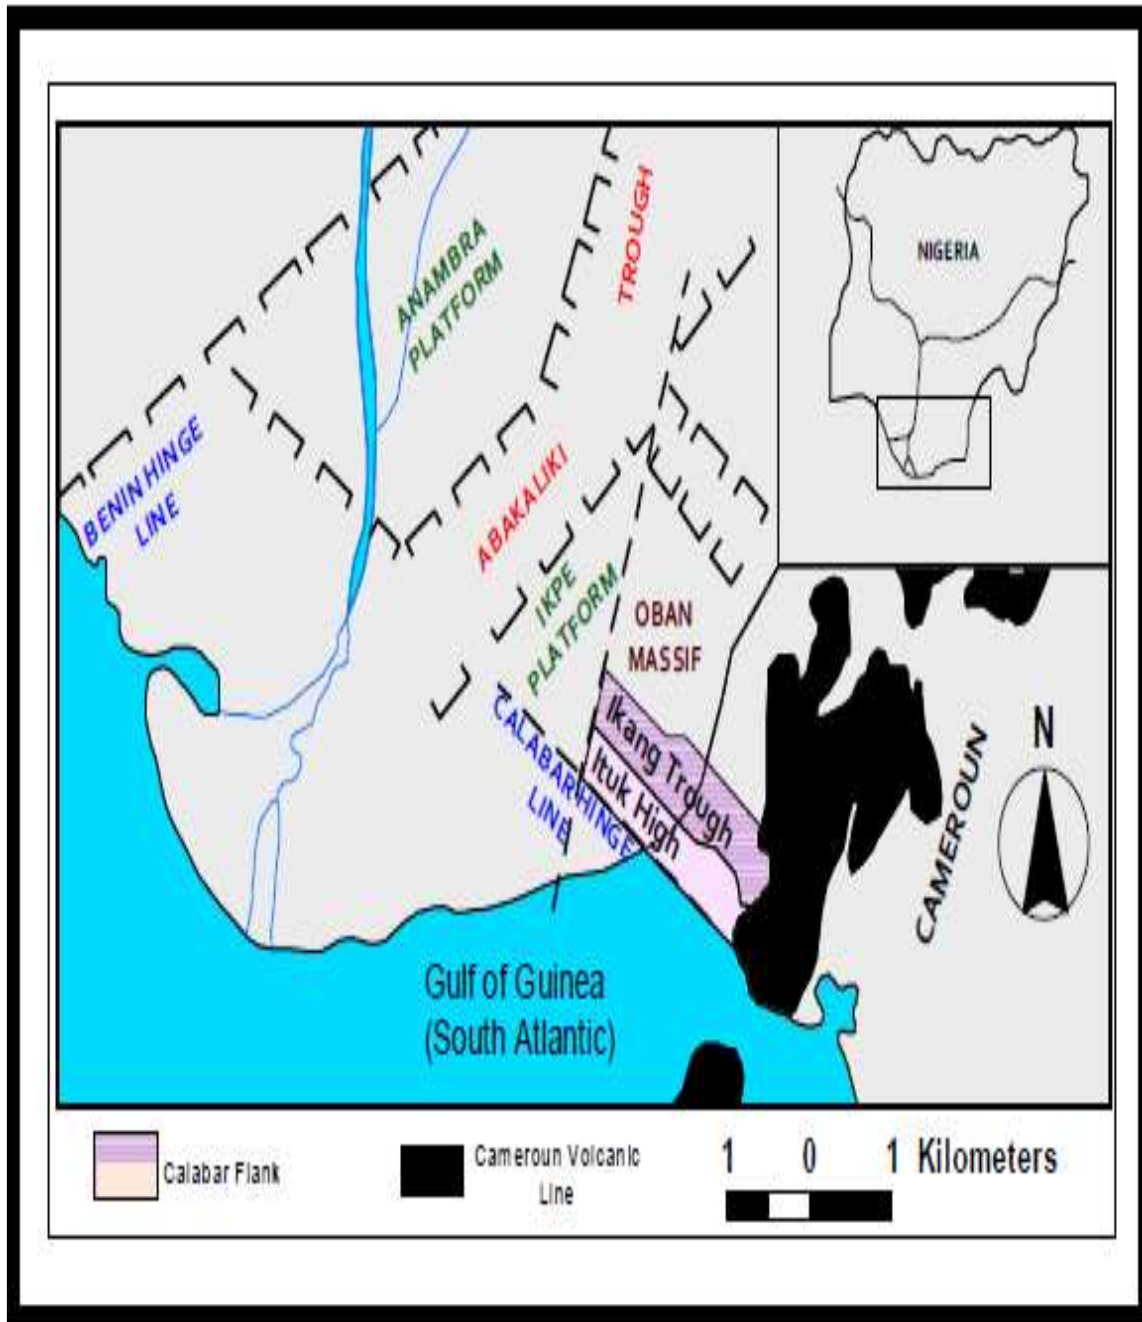 ANAMBRA
PLATFORM
TROUGH
NIGERIA
BENIN HINGE
LINE
ABAKALIKI
IKPE
PLATFORM
OBAN
MASSIF
CALABAR HINGE
LINE
Ikang Trough
Ituk High
CAMEROUN
N
Gulf of Guinea
(South Atlantic)
Calabar Flank
Cameroun Volcanic
Line
1 0 1 Kilometers